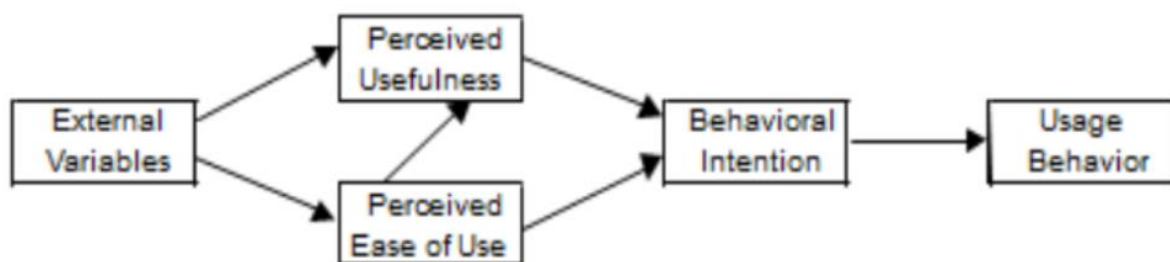 External
Variables
Perceived
Usefulness
Perceived
Ease of Use
Behavioral
Intention
Usage
Behavior